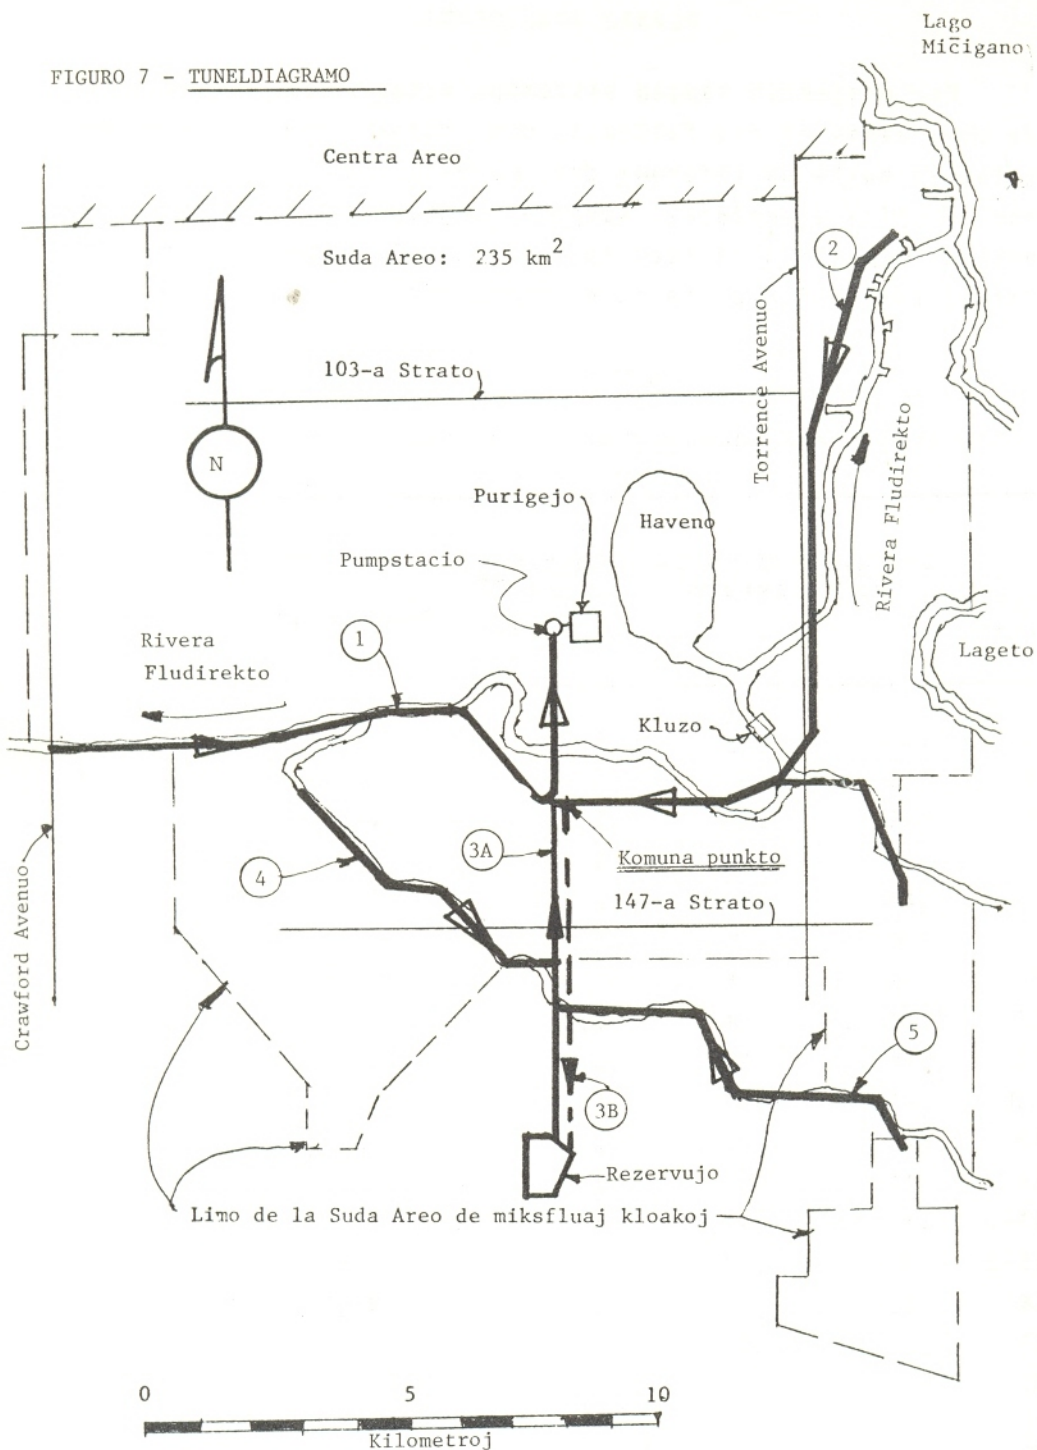 Lago
Miĉigano
FIGURO 7 - TUNELDIAGRAMO
Centra Areo
Suda Areo: 235 km²
2
103-a Strato
Torrence Avenuo
N
Purigejo
Haveno
Pumpstacio
Rivera Fludirekto
1
Rivera
Fludirekto
Lageto
Kluzo
3A
Komuna punkto
4
147-a Strato
Crawford Avenuo
5
3B
Rezervujo
Limo de la Suda Areo de miksfluaj kloakoj
0 5 10
Kilometroj